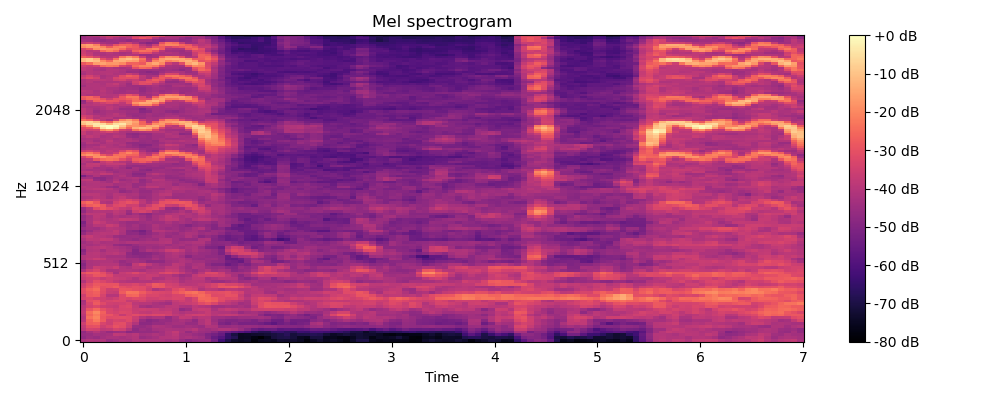 Mel spectrogram
Hz
2048
1024
512
0
0 1 2 3 4 5 6 7
Time
+0 dB
-10 dB
-20 dB
-30 dB
-40 dB
-50 dB
-60 dB
-70 dB
-80 dB